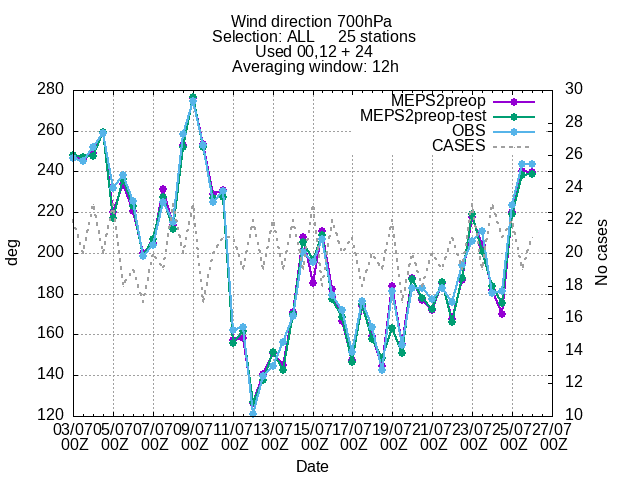 Wind direction 700hPa
Selection: ALL 25 stations
Used 00,12 + 24
Averaging window: 12h
280 30
MEPS2preop
MEPS2preop-test
OBS
CASES
260 28
240 26
220 24
200 22
180 20
160 18
140 16
120 14
12
10
deg
No cases
03/07 05/07 07/07 09/07 11/07 13/07 15/07 17/07 19/07 21/07 23/07 25/07 27/07
00Z 00Z 00Z 00Z 00Z 00Z 00Z 00Z 00Z 00Z 00Z 00Z 00Z
Date